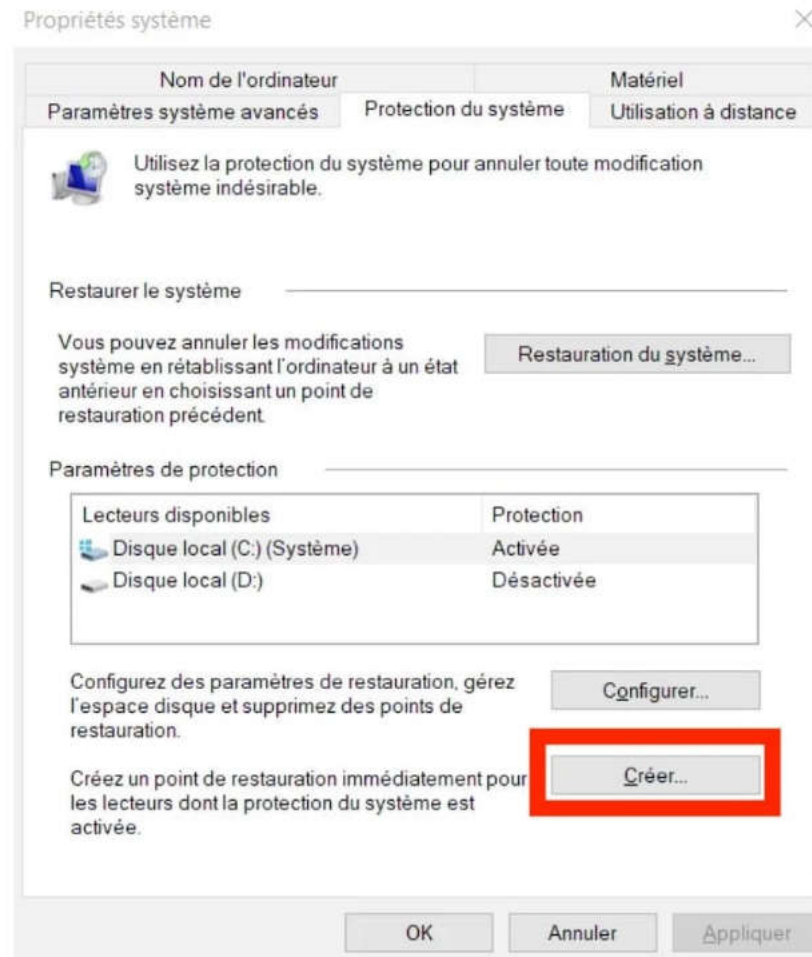 Propriétés système
Nom de l'ordinateur
Matériel
Paramètres système avancés
Protection du système
Utilisation à distance
Utilisez la protection du système pour annuler toute modification
système indésirable.
Restaurer le système
Vous pouvez annuler les modifications
système en rétablissant l'ordinateur à un état
antérieur en choisissant un point de
restauration précédent.
Restauration du système...
Paramètres de protection
Lecteurs disponibles
Protection
Disque local (C:) (Système)
Activée
Disque local (D:)
Désactivée
Configurez des paramètres de restauration, gérez
l'espace disque et supprimez des points de
restauration.
Configurer...
Créez un point de restauration immédiatement pour
les lecteurs dont la protection du système est
activée.
Créer...
OK
Annuler
Appliquer